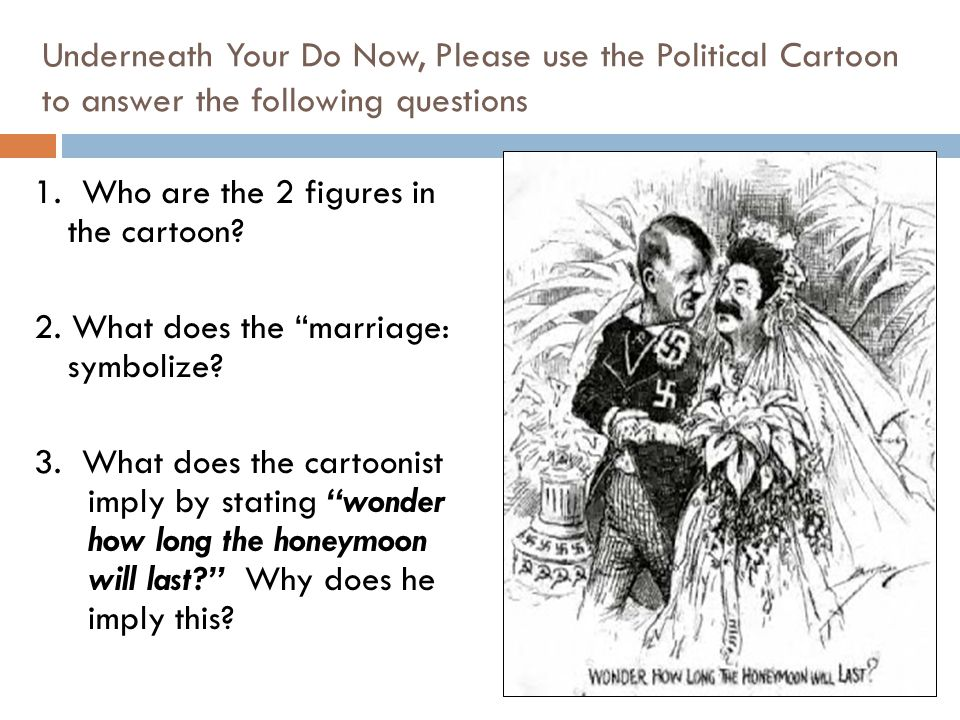 Underneath Your Do Now, Please use the Political Cartoon
to answer the following questions
1. Who are the 2 figures in
the cartoon?
2. What does the “marriage:
symbolize?
3. What does the cartoonist
imply by stating “wonder
how long the honeymoon
will last?” Why does he
imply this?
WONDER HOW LONG THE HONEYMOON WILL LAST?